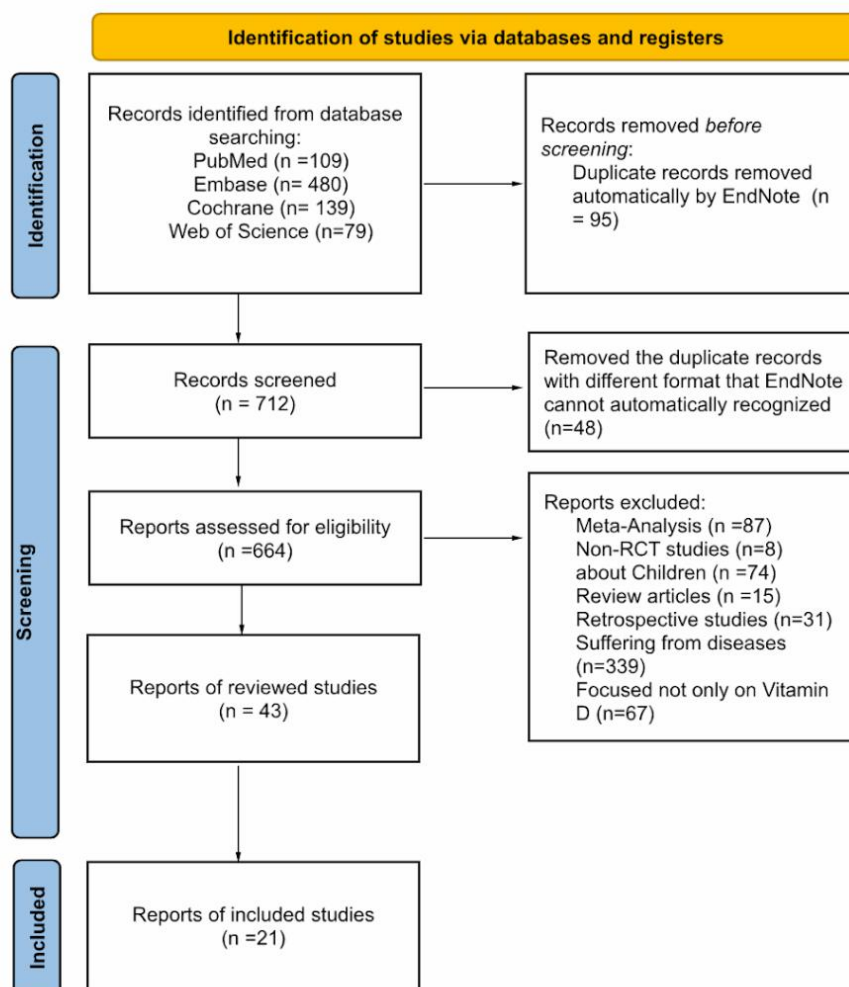 Identification of studies via databases and registers
Identification
Records identified from database
searching:
PubMed (n =109)
Embase (n= 480)
Cochrane (n= 139)
Web of Science (n=79)
Records removed before
screening:
Duplicate records removed
automatically by EndNote (n
= 95)
Screening
Records screened
(n = 712)
Removed the duplicate records
with different format that EndNote
cannot automatically recognized
(n=48)
Reports assessed for eligibility
(n =664)
Reports excluded:
Meta-Analysis (n =87)
Non-RCT studies (n=8)
about Children (n =74)
Review articles (n =15)
Retrospective studies (n=31)
Suffering from diseases
(n=339)
Focused not only on Vitamin
D (n=67)
Reports of reviewed studies
(n = 43)
Included
Reports of included studies
(n =21)